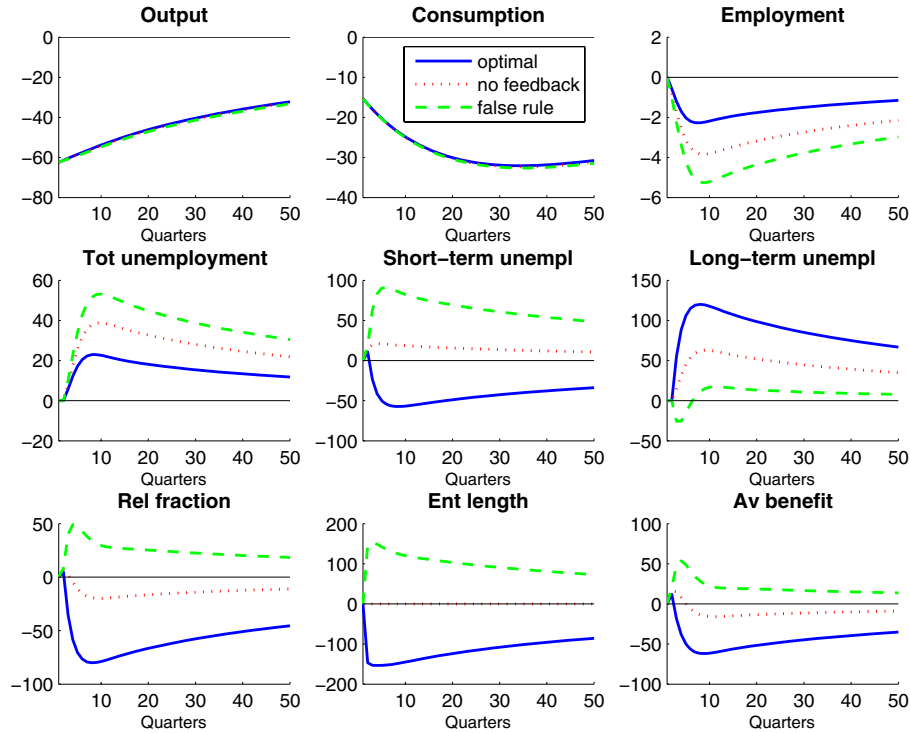 Output
Consumption
Employment
0
−20
−40
−60
−80
10 20 30 40 50
Quarters
0
−10
−20
−30
−40
optimal
no feedback
false rule
10 20 30 40 50
Quarters
2
0
−2
−4
−6
10 20 30 40 50
Quarters
Tot unemployment
Short−term unempl
Long−term unempl
60
40
20
0
−20
10 20 30 40 50
Quarters
100
50
0
−50
−100
10 20 30 40 50
Quarters
150
100
50
0
−50
10 20 30 40 50
Quarters
Rel fraction
Ent length
Av benefit
50
0
−50
−100
10 20 30 40 50
Quarters
200
100
0
−100
−200
10 20 30 40 50
Quarters
100
50
0
−50
−100
10 20 30 40 50
Quarters